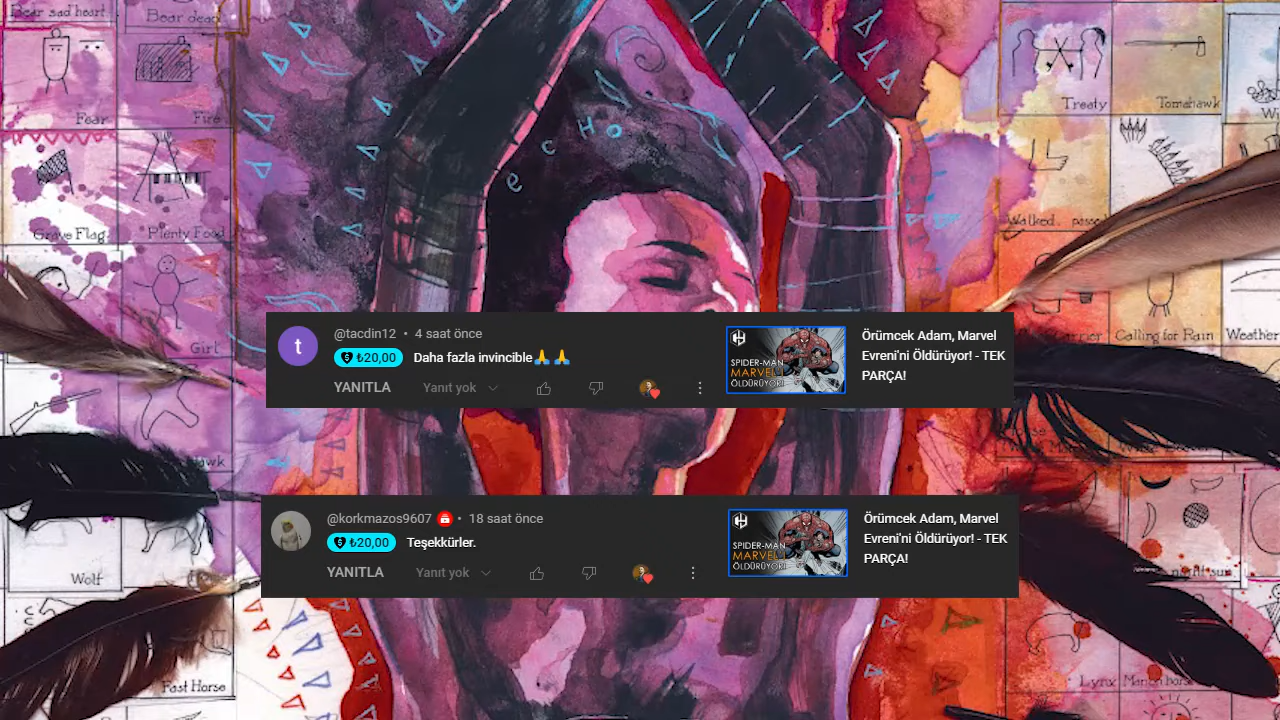 Bear sad heart
Bear dead
Fear
Fire
Treaty
Tomahawk
eCHO
Grave Flag
Plenty Food
Walked
Girl
Calling for Rain
Weather
@tacdin12 • 4 saat önce
₺20,00 Daha fazla invincible🙏🙏
YANITLA Yanıt yok
SPIDER-MAN
MARVEL'I
ÖLDÜRÜYOR!
Örümcek Adam, Marvel
Evreni'ni Öldürüyor! - TEK
PARÇA!
@korkmazos9607 • 18 saat önce
₺20,00 Teşekkürler.
YANITLA Yanıt yok
SPIDER-MAN
MARVEL'I
ÖLDÜRÜYOR!
Örümcek Adam, Marvel
Evreni'ni Öldürüyor! - TEK
PARÇA!
Wolf
Fast Horse
Lynx